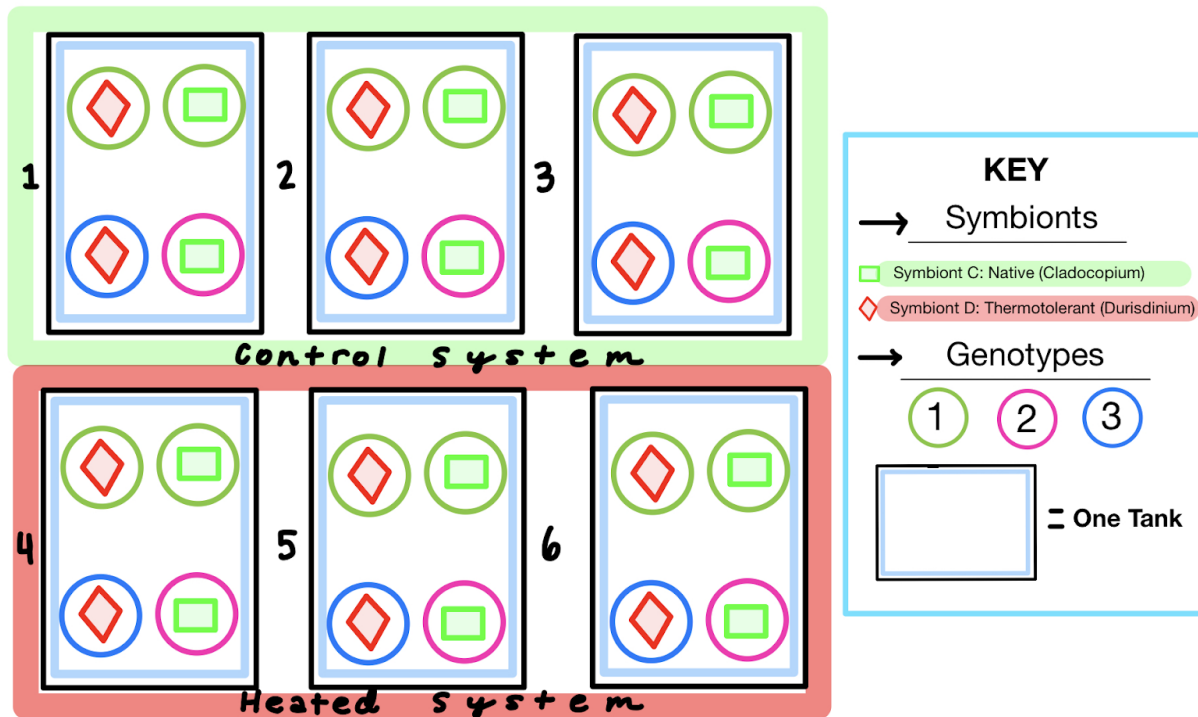 1
2
3
Control System
4
5
6
Heated System
KEY
Symbionts
Symbiont C: Native (Cladocopium)
Symbiont D: Thermotolerant (Durisdinium)
Genotypes
1 2 3
= One Tank